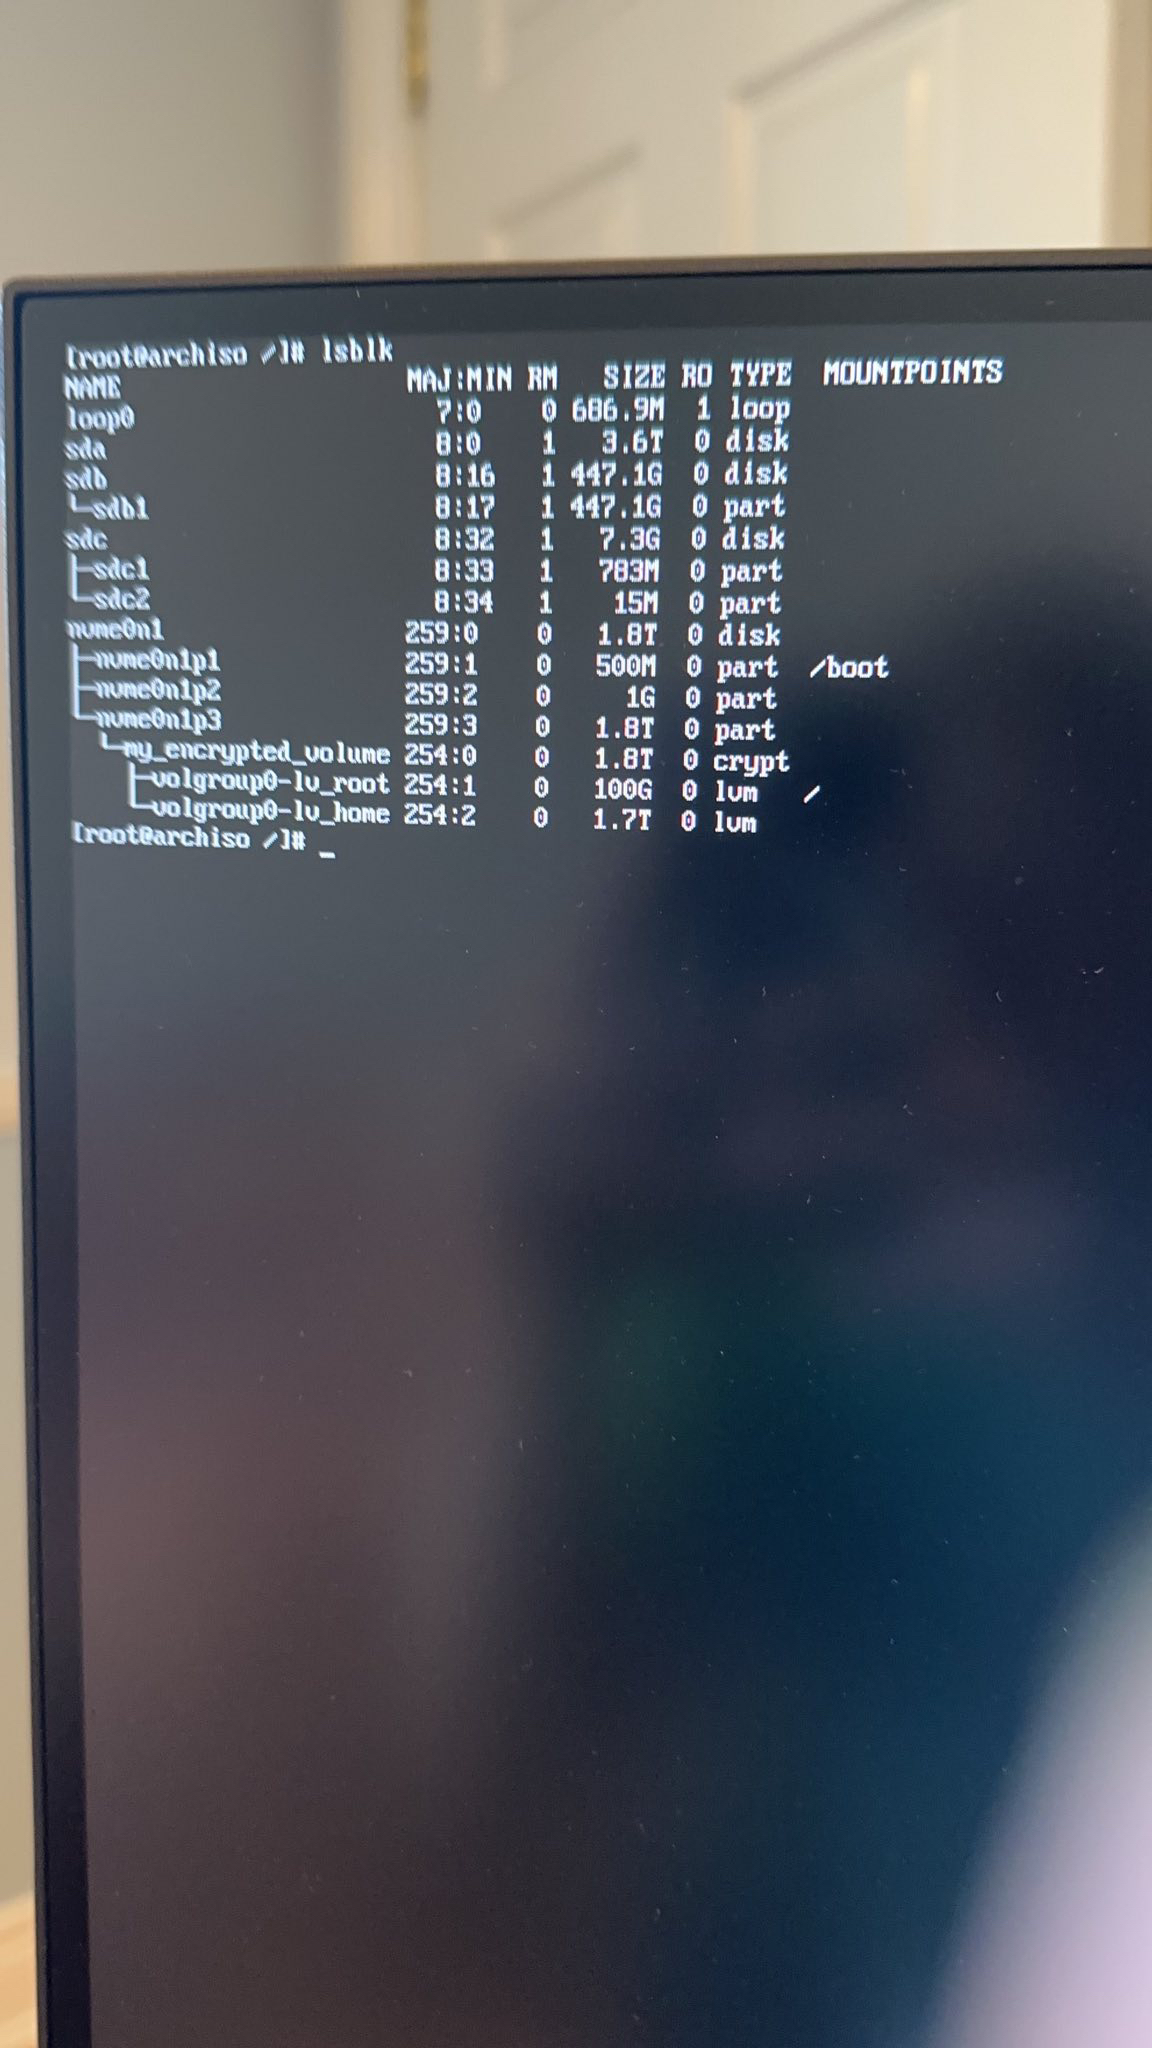 [root@archiso /]# lsblk
NAME MAJ:MIN RM SIZE RO TYPE MOUNTPOINTS
loop0 7:0 0 686.9M 1 loop
sda 8:0 1 3.6T 0 disk
sdb 8:16 1 447.1G 0 disk
└─sdb1 8:17 1 447.1G 0 part
sdc 8:32 1 7.3G 0 disk
├─sdc1 8:33 1 783M 0 part
└─sdc2 8:34 1 15M 0 part
nvme0n1 259:0 0 1.8T 0 disk
├─nvme0n1p1 259:1 0 500M 0 part /boot
├─nvme0n1p2 259:2 0 1G 0 part
└─nvme0n1p3 259:3 0 1.8T 0 part
└─my_encrypted_volume 254:0 0 1.8T 0 crypt
├─volgroup0-lv_root 254:1 0 100G 0 lvm /
└─volgroup0-lv_home 254:2 0 1.7T 0 lvm
[root@archiso /]# _